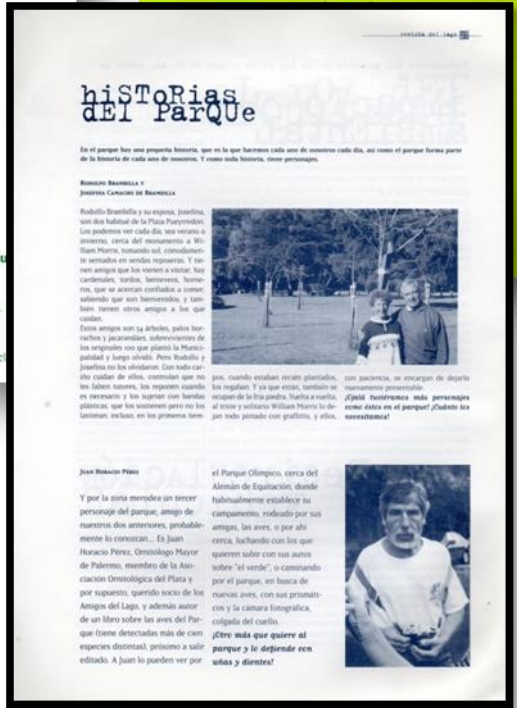 revista del lago
hiSToRias
dEl ParQUe
En el parque hay una pequeña historia, que es la que hacemos cada uno de nosotros cada día, así como el parque forma parte
de la historia de cada uno de nosotros. Y como toda historia, tiene personajes.
Rodolfo Brambilla y
Josefina Camacho de Brambilla
Rodolfo Brambilla y su esposa, Josefina,
son dos habitué de la Plaza Pueyrredón.
Los podemos ver cada día, sea verano o
invierno, cerca del monumento a Wi-
lliam Morris, tomando sol, cómodamen-
te sentados en sendas reposeras. Y tie-
nen amigos que los vienen a visitar, hay
cardenales, tordos, benteveos, horne-
ros, que se acercan confiados a comer,
sabiendo que son bienvenidos; y tam-
bién tienen otros amigos a los que
cuidan.
Estos amigos son 54 árboles, palos bor-
rachos y jacarandáes, sobrevivientes de
los originales 100 que plantó la Munici-
palidad y luego olvidó. Pero Rodolfo y
Josefina no los olvidaron. Con todo car-
iño cuidan de ellos, controlan que no
les falten tutores, los reponen cuando
es necesario y los sujetan con bandas
plásticas, que los sostienen pero no los
lastiman, incluso, en los primeros tiem-
pos, cuando estaban recién plantados,
los regaban. Y ya que están, también se
ocupan de la fría piedra. Vuelta a vuelta,
al triste y solitario William Morris lo de-
jan todo pintado con graffitis, y ellos,
con paciencia, se encargan de dejarlo
nuevamente presentable.
¡Ojalá tuviéramos más personajes
como éstos en el parque! ¡Cuánto los
necesitamos!
Juan Horacio Pérez
Y por la zona merodea un tercer
personaje del parque, amigo de
nuestros dos anteriores, probable-
mente lo conozcan... Es Juan
Horacio Pérez, Ornitólogo Mayor
de Palermo, miembro de la Aso-
ciación Ornitológica del Plata y
por supuesto, querido socio de los
Amigos del Lago, y además autor
de un libro sobre las aves del Par-
que (tiene detectadas más de cien
especies distintas), próximo a salir
editado. A Juan lo pueden ver por
el Parque Olímpico, cerca del
Alemán de Equitación, donde
habitualmente establece su
campamento, rodeado por sus
amigas, las aves, o por ahí
cerca, luchando con los que
quieren subir con sus autos
sobre "el verde", o caminando
por el parque, en busca de
nuevas aves, con sus prismáti-
cos y la cámara fotográfica,
colgada del cuello.
¡Otro más que quiere al
parque y lo defiende con
uñas y dientes!